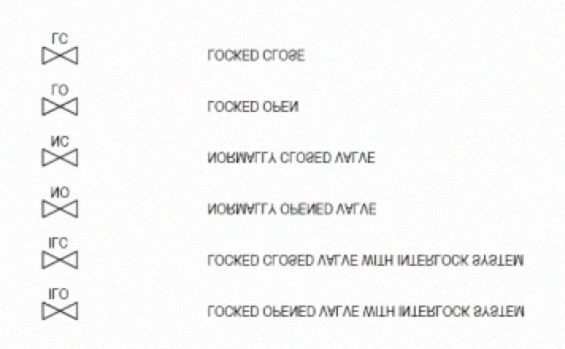 LC
LOCKED CLOSE
LO
LOCKED OPEN
NC
NORMALLY CLOSED VALVE
NO
NORMALLY OPENED VALVE
ILC
LOCKED CLOSED VALVE WITH INTERLOCK SYSTEM
ILO
LOCKED OPENED VALVE WITH INTERLOCK SYSTEM